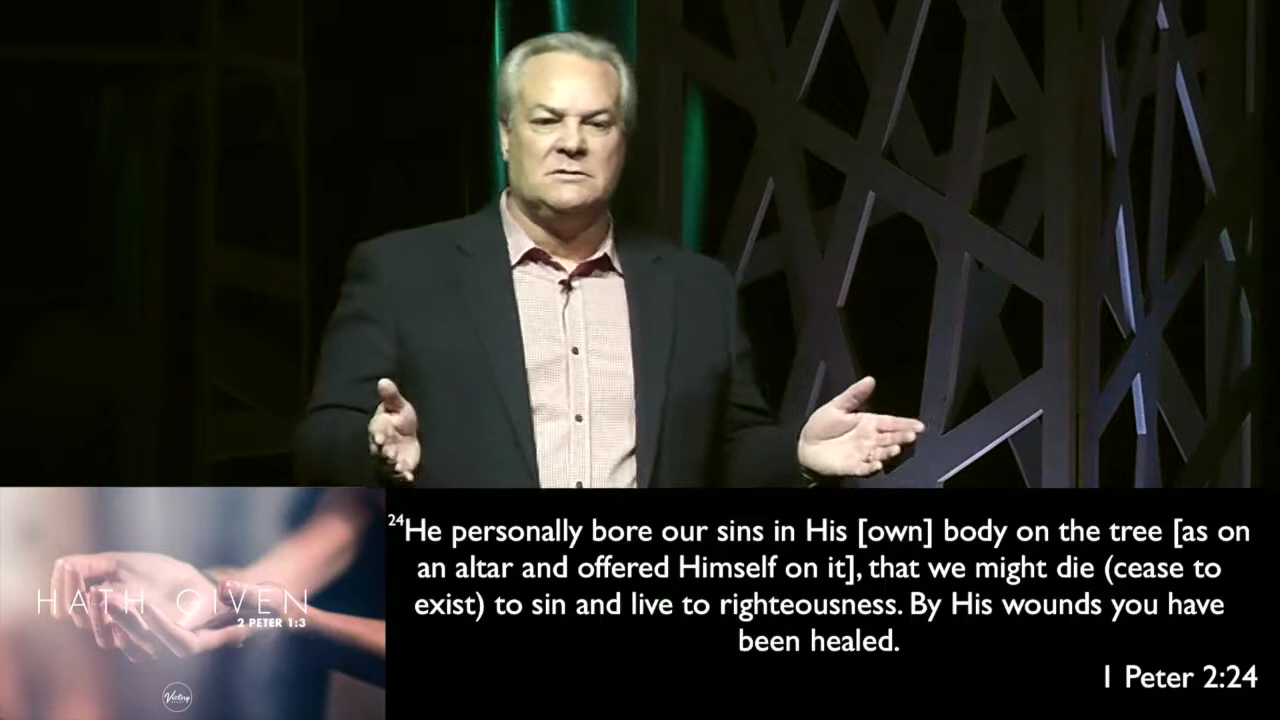 HATH GIVEN
2 PETER 1:3
Victory
24He personally bore our sins in His [own] body on the tree [as on
an altar and offered Himself on it], that we might die (cease to
exist) to sin and live to righteousness. By His wounds you have
been healed.
1 Peter 2:24